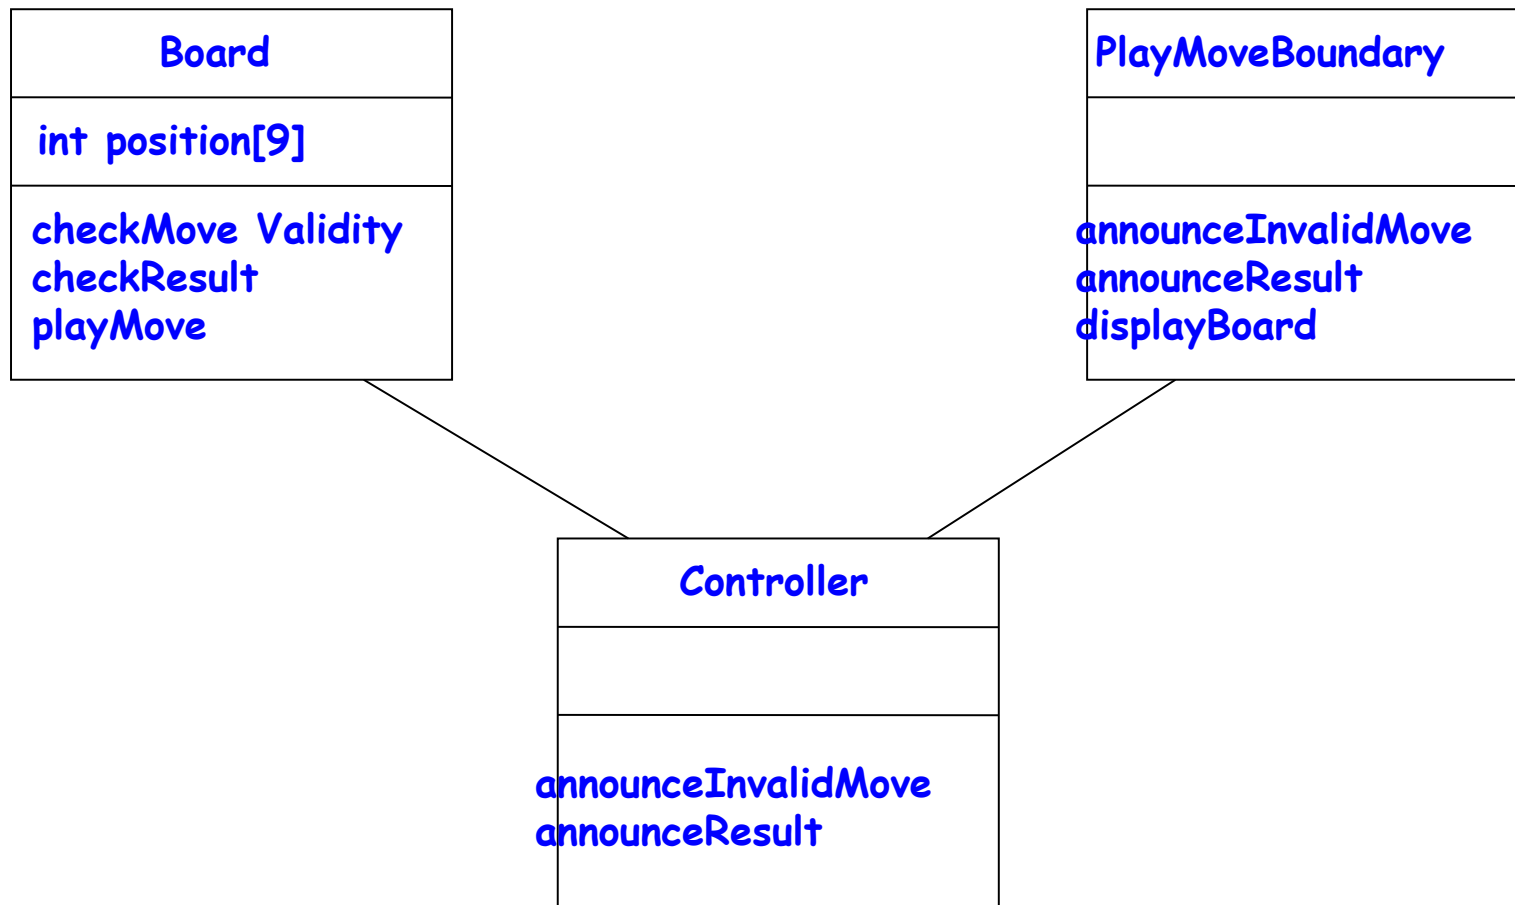 Board
int position[9]
checkMove Validity
checkResult
playMove
PlayMoveBoundary
announceInvalidMove
announceResult
displayBoard
Controller
announceInvalidMove
announceResult